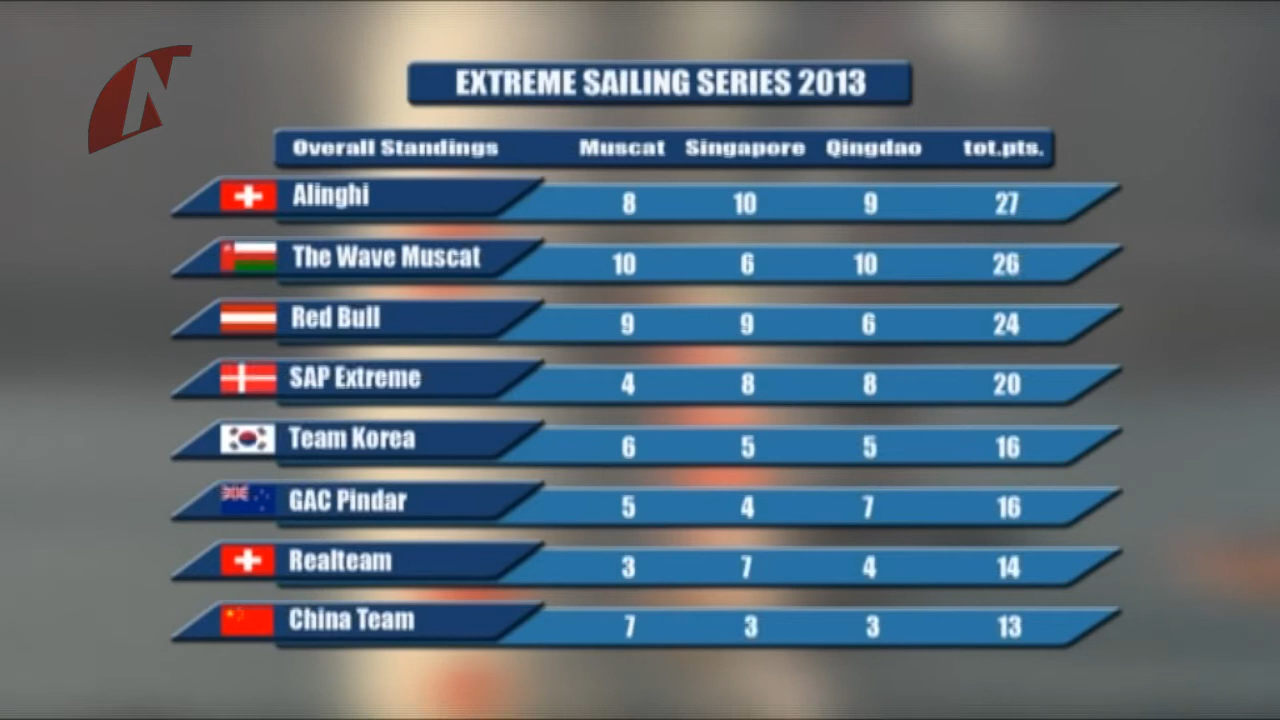 EXTREME SAILING SERIES 2013
Overall Standings Muscat Singapore Qingdao tot.pts.
Alinghi 8 10 9 27
The Wave Muscat 10 6 10 26
Red Bull 9 9 6 24
SAP Extreme 4 8 8 20
Team Korea 6 5 5 16
GAC Pindar 5 4 7 16
Realteam 3 7 4 14
China Team 7 3 3 13